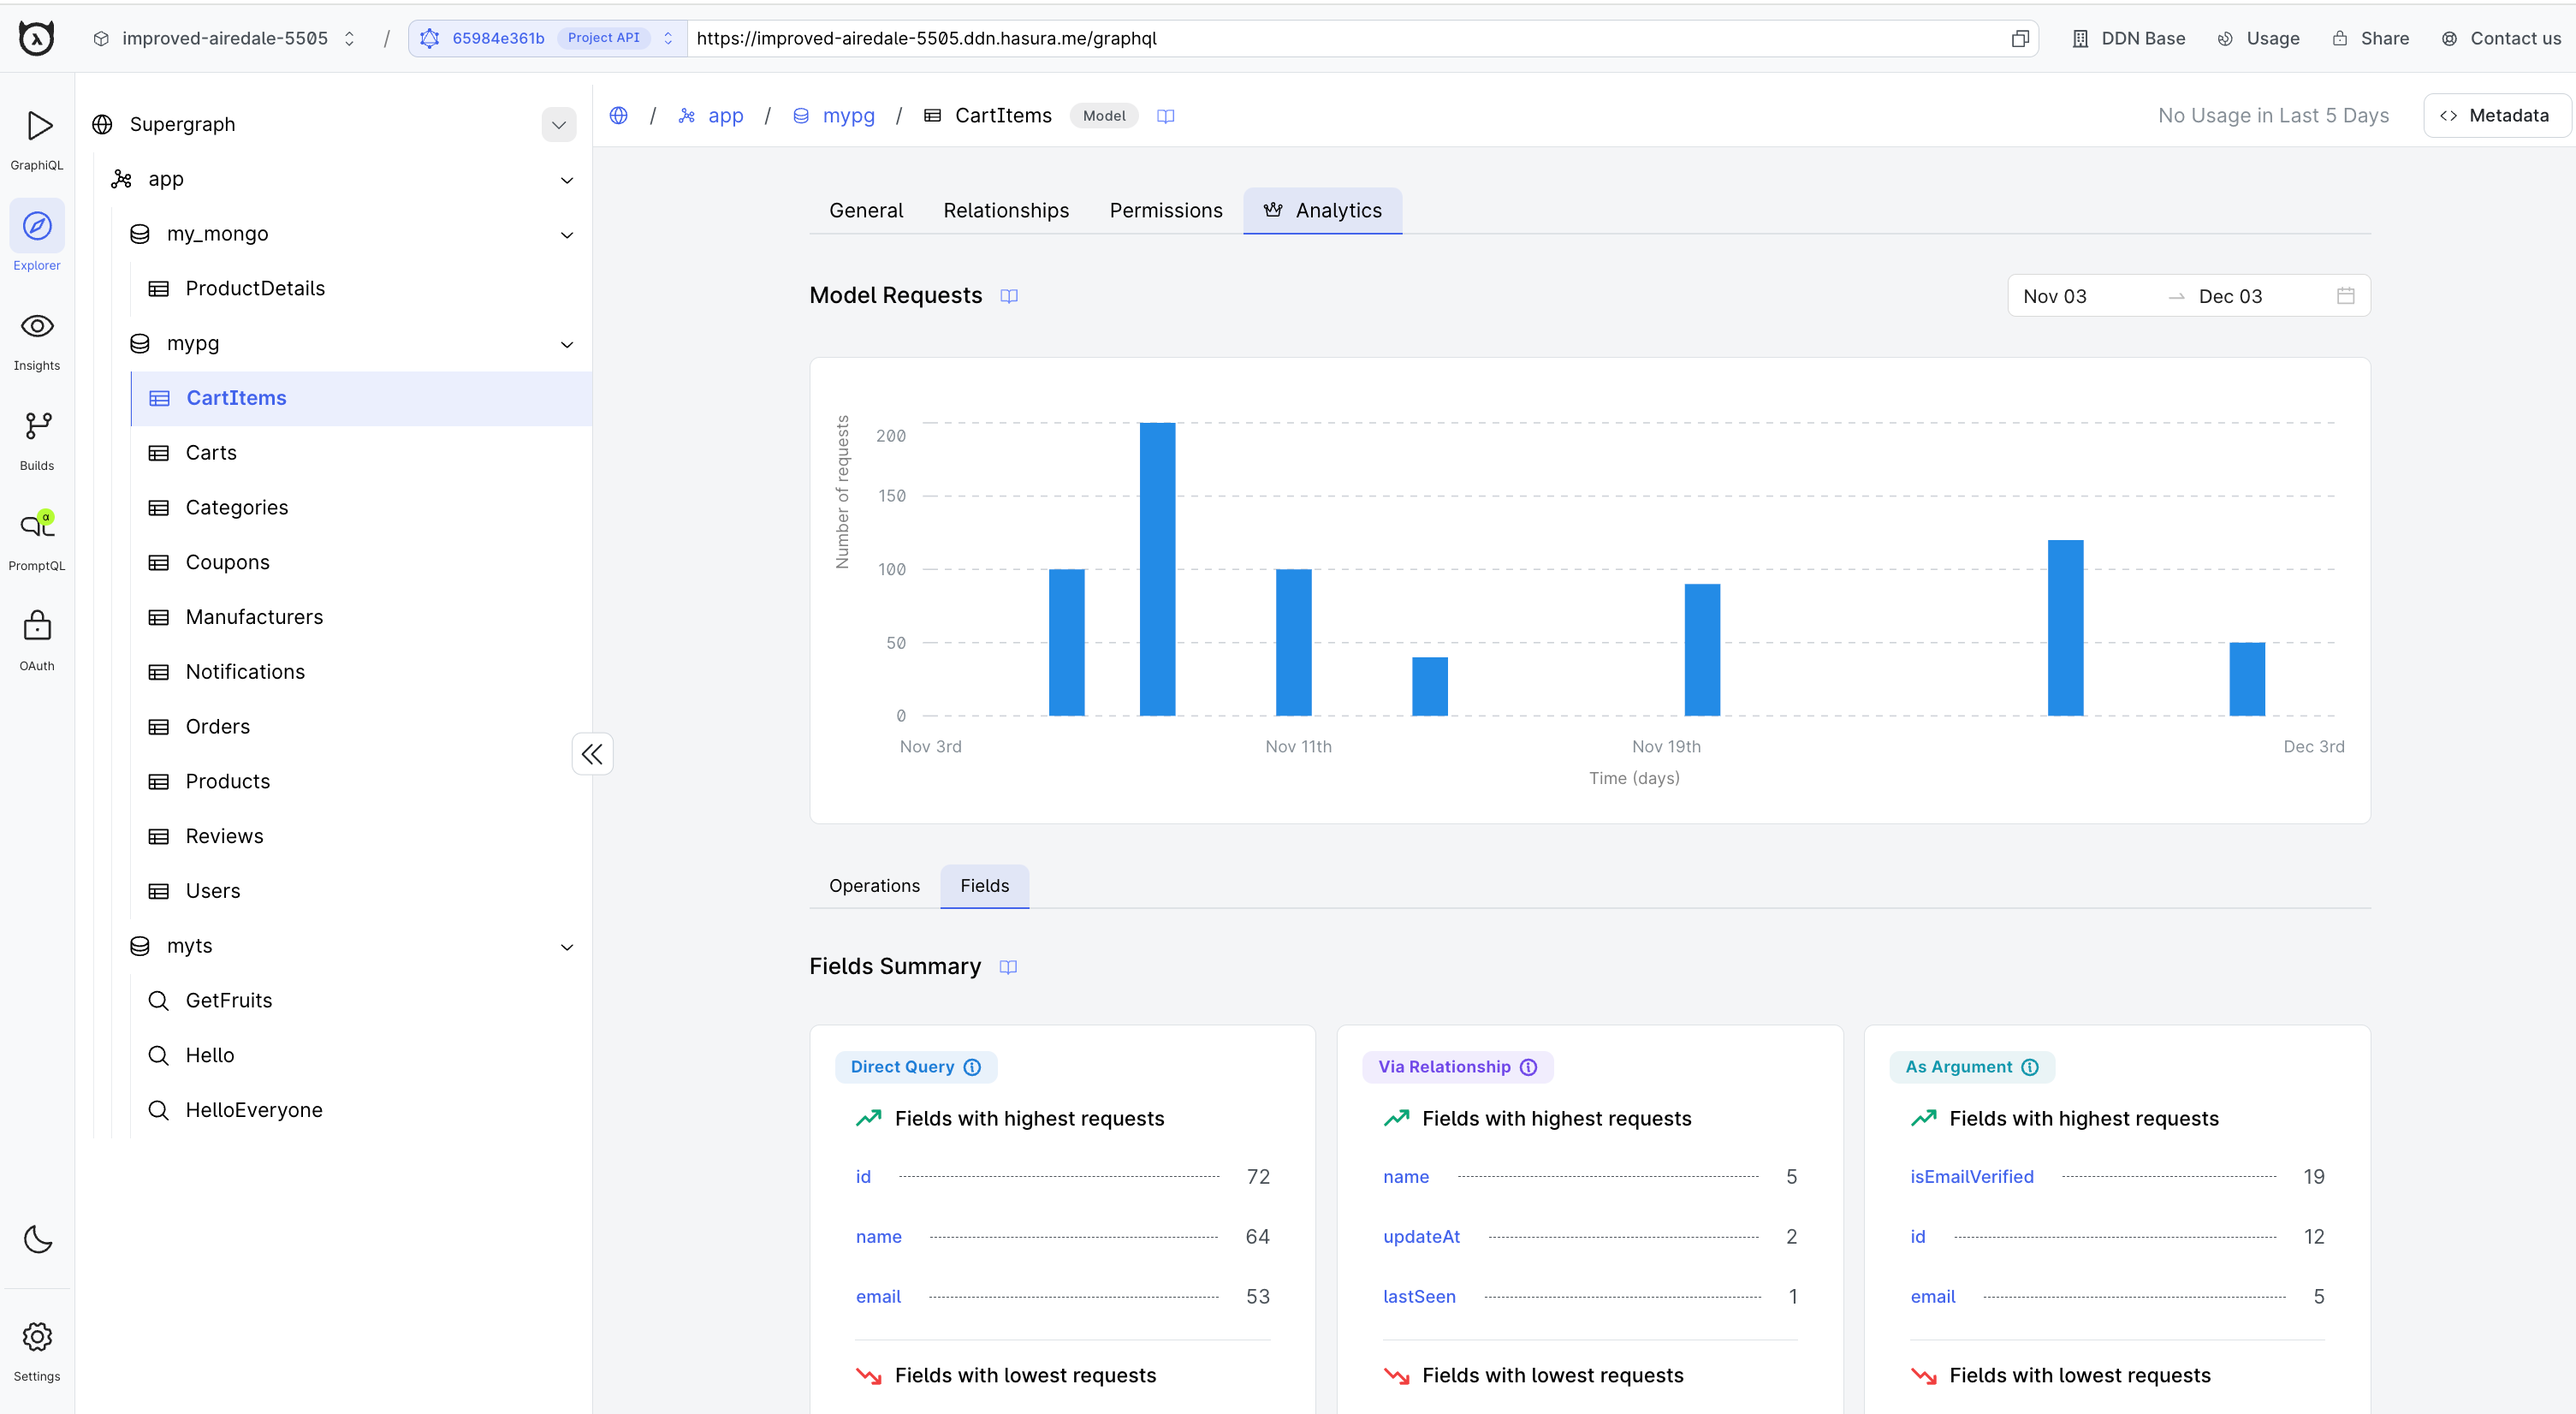 improved-airedale-5505 / 65984e361b Project API https://improved-airedale-5505.ddn.hasura.me/graphql DDN Base Usage Share Contact us
GraphiQL
Explorer
Insights
Builds
α
PromptQL
OAuth
Settings
Supergraph
app
my_mongo
ProductDetails
mypg
CartItems
Carts
Categories
Coupons
Manufacturers
Notifications
Orders
Products
Reviews
Users
myts
GetFruits
Hello
HelloEveryone
/ app / mypg / CartItems Model No Usage in Last 5 Days <> Metadata
General Relationships Permissions Analytics
Model Requests Nov 03 → Dec 03
Number of requests
200
150
100
50
0
Nov 3rd Nov 11th Nov 19th Dec 3rd
Time (days)
Operations Fields
Fields Summary
Direct Query
Fields with highest requests
id 72
name 64
email 53
Fields with lowest requests
Via Relationship
Fields with highest requests
name 5
updateAt 2
lastSeen 1
Fields with lowest requests
As Argument
Fields with highest requests
isEmailVerified 19
id 12
email 5
Fields with lowest requests